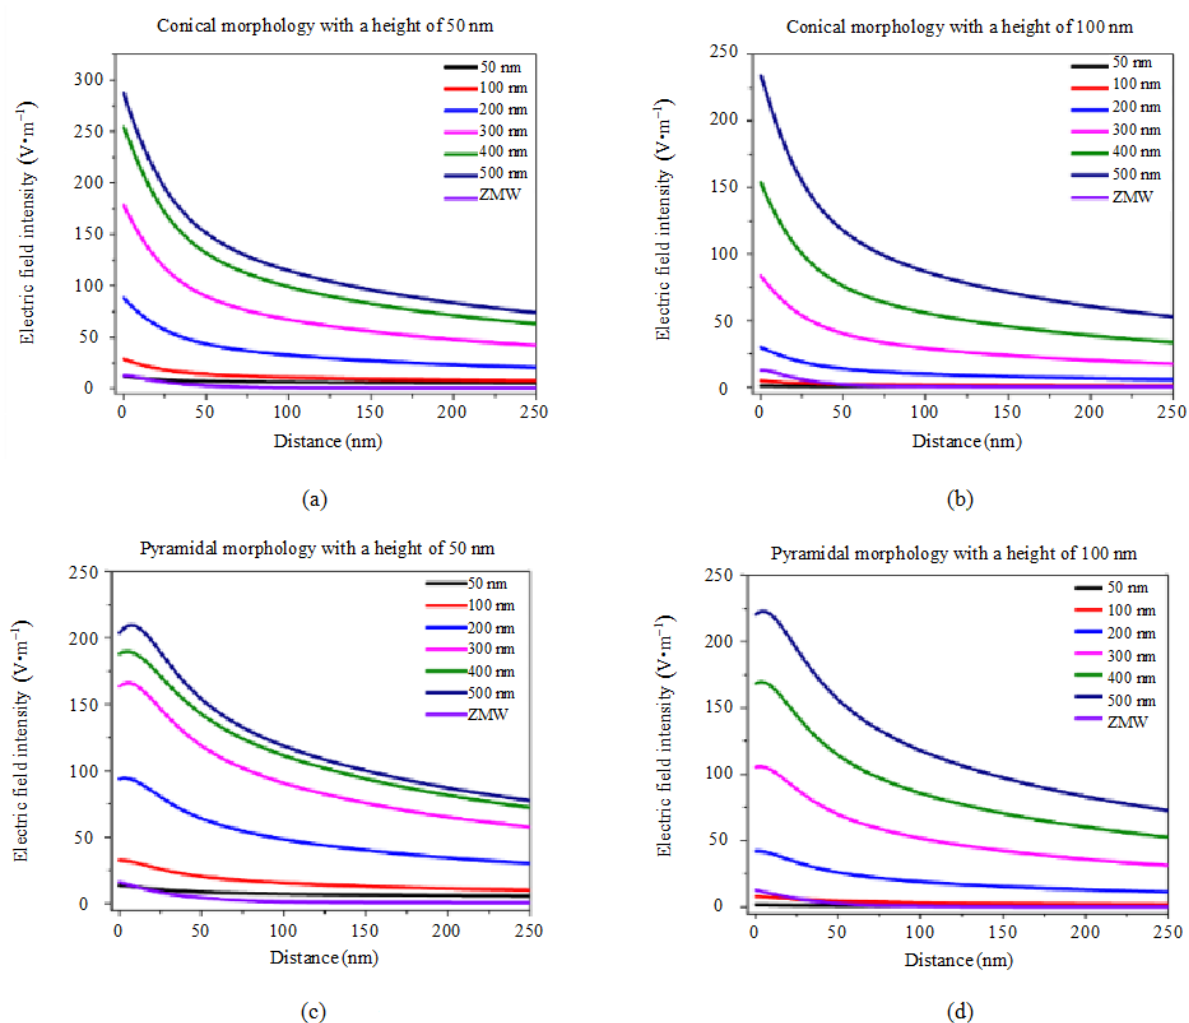 Conical morphology with a height of 50 nm
Electric field intensity (V•m⁻¹)
300
250
200
150
100
50
0
50 nm
100 nm
200 nm
300 nm
400 nm
500 nm
ZMW
0 50 100 150 200 250
Distance (nm)
(a)
Conical morphology with a height of 100 nm
Electric field intensity (V•m⁻¹)
250
200
150
100
50
0
50 nm
100 nm
200 nm
300 nm
400 nm
500 nm
ZMW
0 50 100 150 200 250
Distance (nm)
(b)
Pyramidal morphology with a height of 50 nm
Electric field intensity (V•m⁻¹)
250
200
150
100
50
0
50 nm
100 nm
200 nm
300 nm
400 nm
500 nm
ZMW
0 50 100 150 200 250
Distance (nm)
(c)
Pyramidal morphology with a height of 100 nm
Electric field intensity (V•m⁻¹)
250
200
150
100
50
0
50 nm
100 nm
200 nm
300 nm
400 nm
500 nm
ZMW
0 50 100 150 200 250
Distance (nm)
(d)